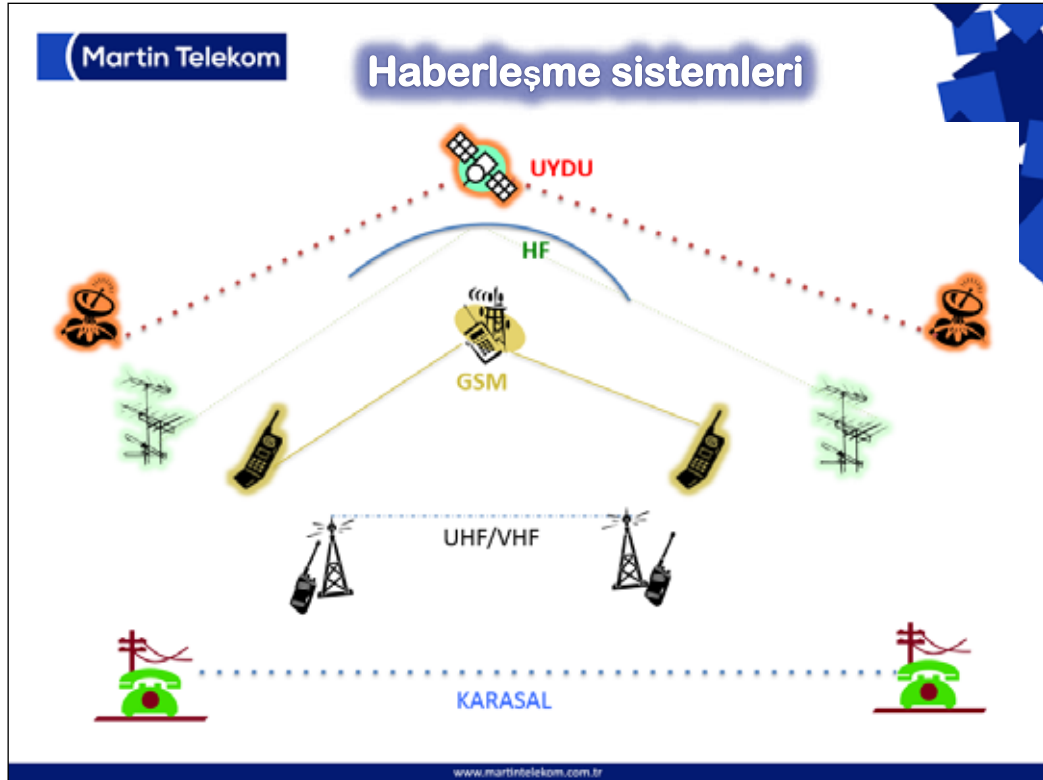 Martin Telekom
Haberleşme sistemleri
UYDU
HF
GSM
UHF/VHF
KARASAL
www.martintelekom.com.tr